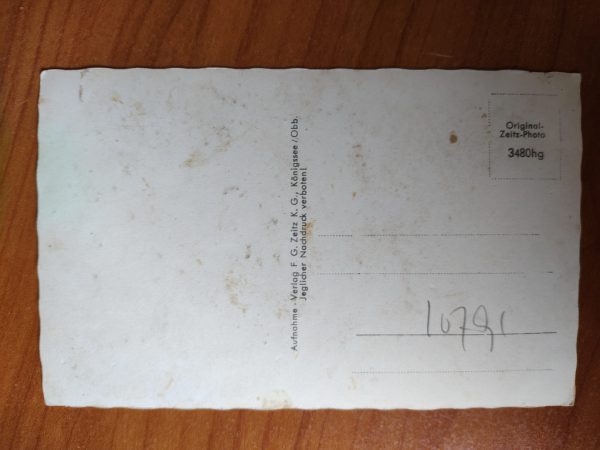 Original-
Zeitz-Photo
3480hg
Aufnahme - Verlag F. G. Zeitz K. G., Königssee /Obb.
Jeglicher Nachdruck verboten!